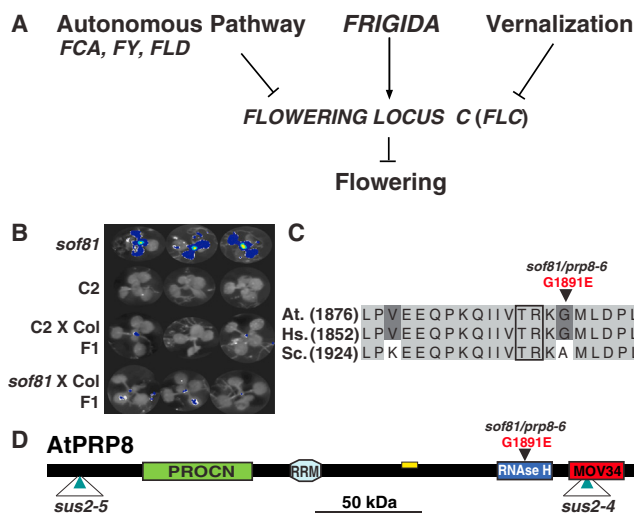 A
Autonomous Pathway FRIGIDA Vernalization
FCA, FY, FLD
FLOWERING LOCUS C (FLC)
Flowering
B
sof81
C2
C2 X Col
F1
sof81 X Col
F1
C
sof81/prp8-6
G1891E
At. (1876) L P V E E Q P K Q I I V T R K G M L D P L
Hs. (1852) L P V E E Q P K Q I I V T R K G M L D P L
Sc. (1924) L P K E E Q P K Q I I V T R K A M L D P L
D AtPRP8
sof81/prp8-6
G1891E
PROCN RRM RNAse H MOV34
sus2-5 50 kDa sus2-4